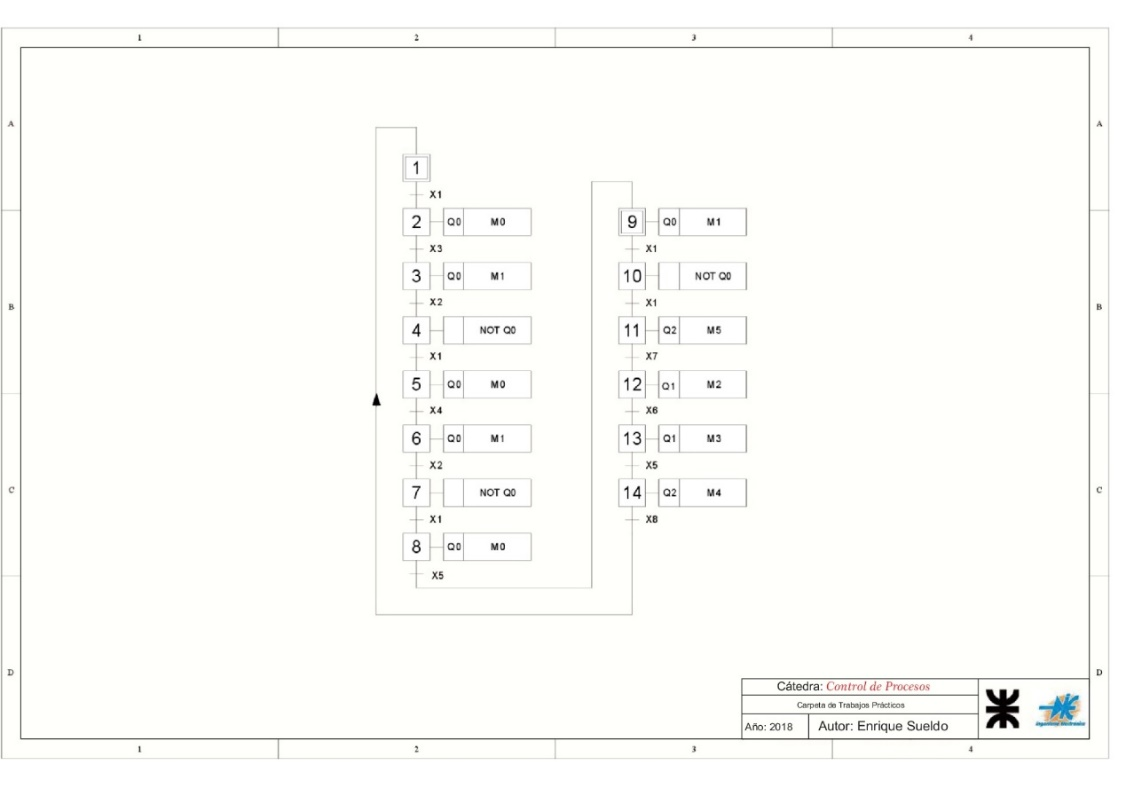 1 2 3 4
A A
1
X1
2 Q0 M0
X3
3 Q0 M1
X2
4 NOT Q0
X1
5 Q0 M0
X4
6 Q0 M1
X2
7 NOT Q0
X1
8 Q0 M0
X5
9 Q0 M1
X1
10 NOT Q0
X1
11 Q2 M5
X7
12 Q1 M2
X6
13 Q1 M3
X5
14 Q2 M4
X8
B B
C C
D D
Cátedra: Control de Procesos
Carpeta de Trabajos Prácticos
Año: 2018 Autor: Enrique Sueldo
1 2 3 4